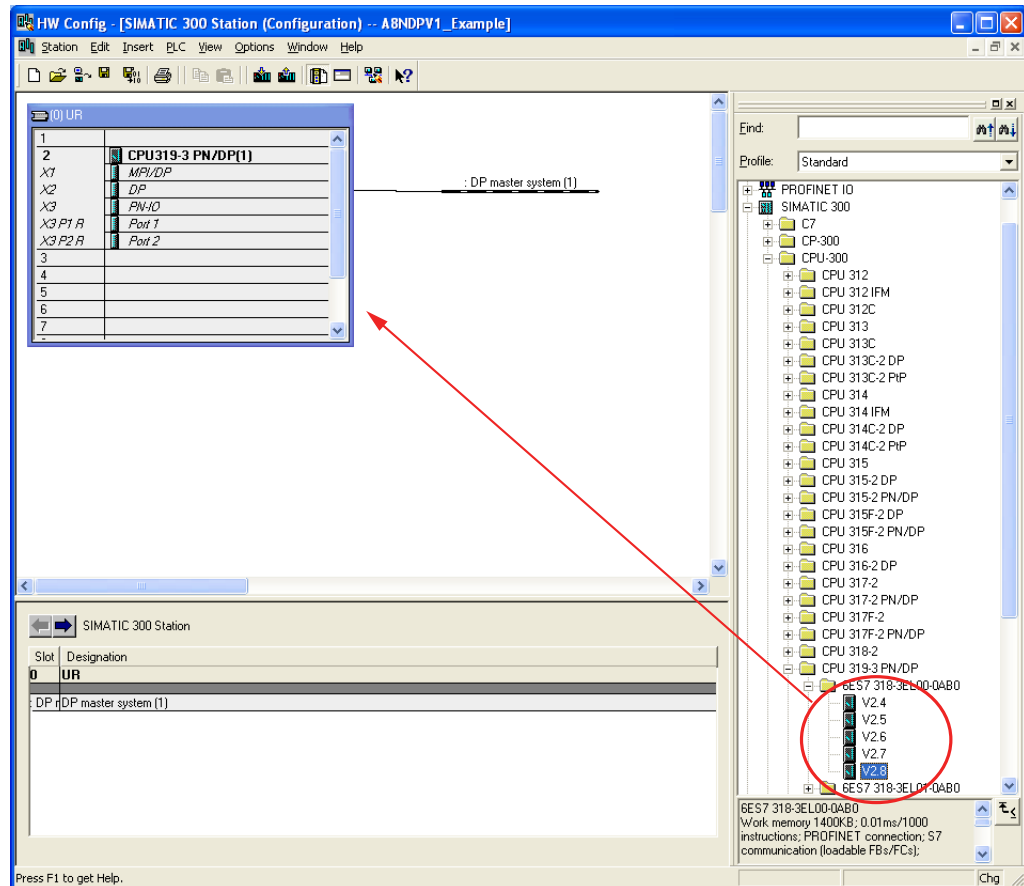 HW Config - [SIMATIC 300 Station (Configuration) -- A8NDPV1_Example]
Station Edit Insert PLC View Options Window Help
(0) UR
1
2 CPU319-3 PN/DP(1)
X1 MPI/DP
X2 DP
X3 PN-IO
X3 P1 R Port 1
X3 P2 R Port 2
3
4
5
6
7
: DP master system (1)
Find:
Profile: Standard
PROFINET IO
SIMATIC 300
C7
CP-300
CPU-300
CPU 312
CPU 312 IFM
CPU 312C
CPU 313
CPU 313C
CPU 313C-2 DP
CPU 313C-2 PtP
CPU 314
CPU 314 IFM
CPU 314C-2 DP
CPU 314C-2 PtP
CPU 315
CPU 315-2 DP
CPU 315-2 PN/DP
CPU 315F-2 DP
CPU 315F-2 PN/DP
CPU 316
CPU 316-2 DP
CPU 317-2
CPU 317-2 PN/DP
CPU 317F-2
CPU 317F-2 PN/DP
CPU 318-2
CPU 319-3 PN/DP
6ES7 318-3EL00-0AB0
V2.4
V2.5
V2.6
V2.7
V2.8
6ES7 318-3EL01-0AB0
6ES7 318-3EL00-0AB0
Work memory 1400KB; 0.01ms/1000
instructions; PROFINET connection; S7
communication (loadable FBs/FCs);
SIMATIC 300 Station
Slot Designation
0 UR
: DP r DP master system (1)
Press F1 to get Help.
Chg